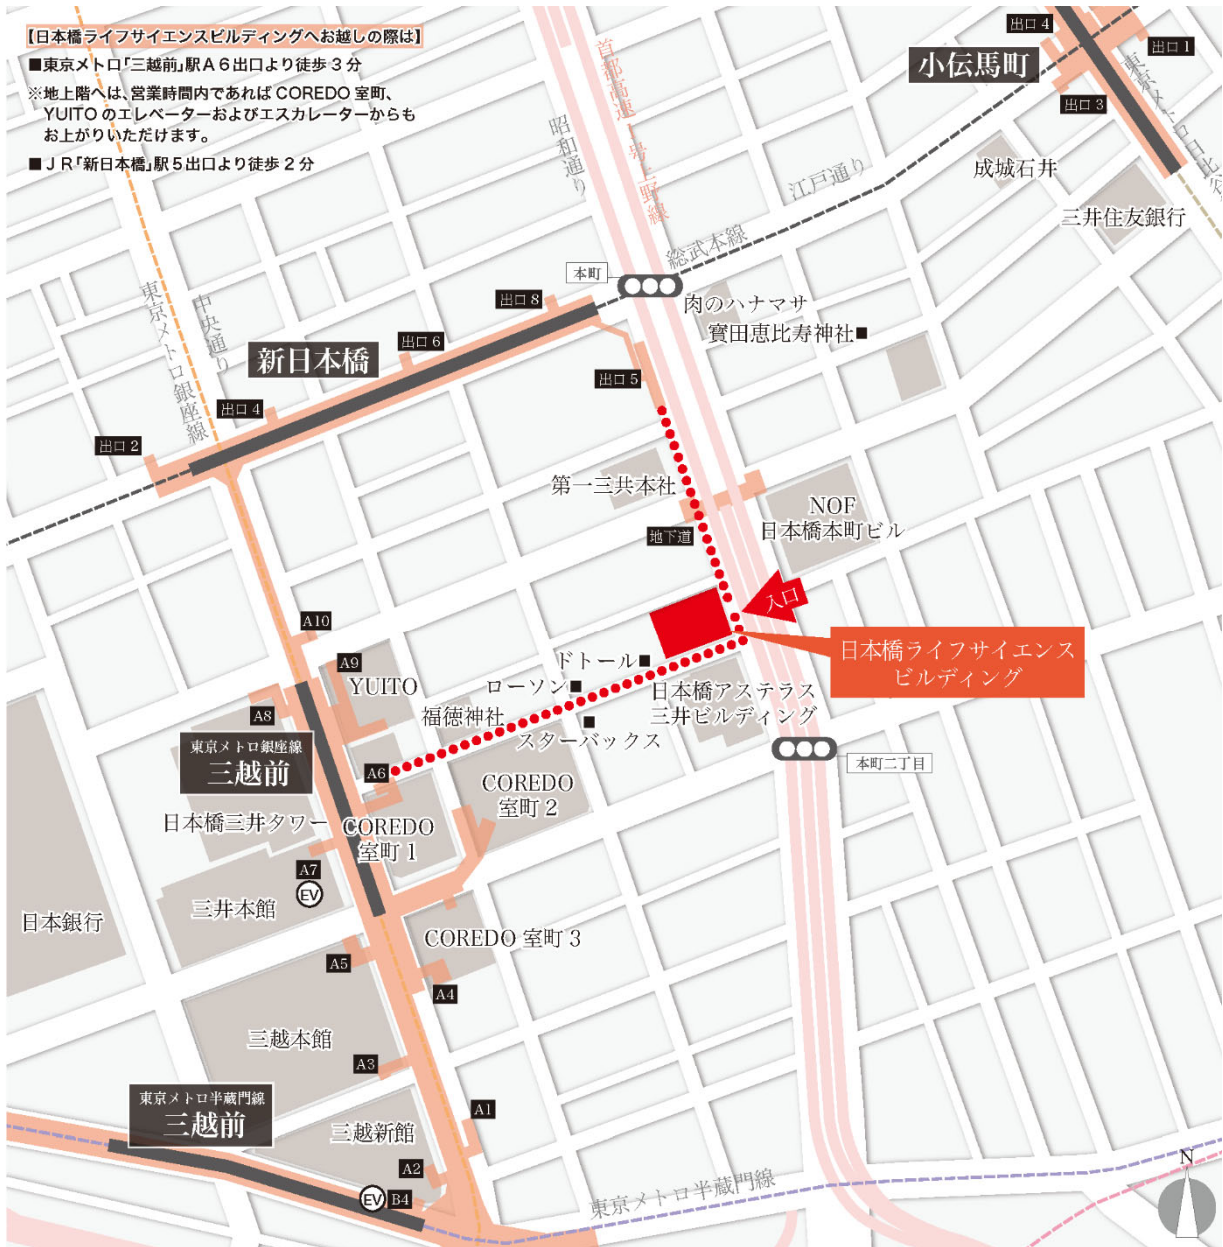 【日本橋ライフサイエンスビルディングへお越しの際は】
■東京メトロ「三越前」駅A6出口より徒歩3分
※地上階へは、営業時間内であればCOREDO室町、
YUITOのエレベーターおよびエスカレーターからも
お上がりいただけます。
■JR「新日本橋」駅5出口より徒歩2分
出口4
出口1
小伝馬町
出口3
東京メトロ日比谷
首都高速1号上野線
昭和通り
江戸通り
成城石井
三井住友銀行
総武本線
本町
肉のハナマサ
寶田恵比寿神社■
東京メトロ銀座線
中央通り
出口8
出口6
新日本橋
出口5
出口4
出口2
第一三共本社
NOF
日本橋本町ビル
地下道
入口
日本橋ライフサイエンス
ビルディング
A10
A9
YUITO
ドトール■
ローソン■
福徳神社
日本橋アステラス
三井ビルディング
A8
■
スターバックス
東京メトロ銀座線
三越前
A6
本町二丁目
COREDO
室町2
日本橋三井タワー
COREDO
室町1
A7
EV
三井本館
日本銀行
COREDO 室町3
A5
A4
三越本館
A3
東京メトロ半蔵門線
三越前
A1
三越新館
A2
EV
B4
東京メトロ半蔵門線
N